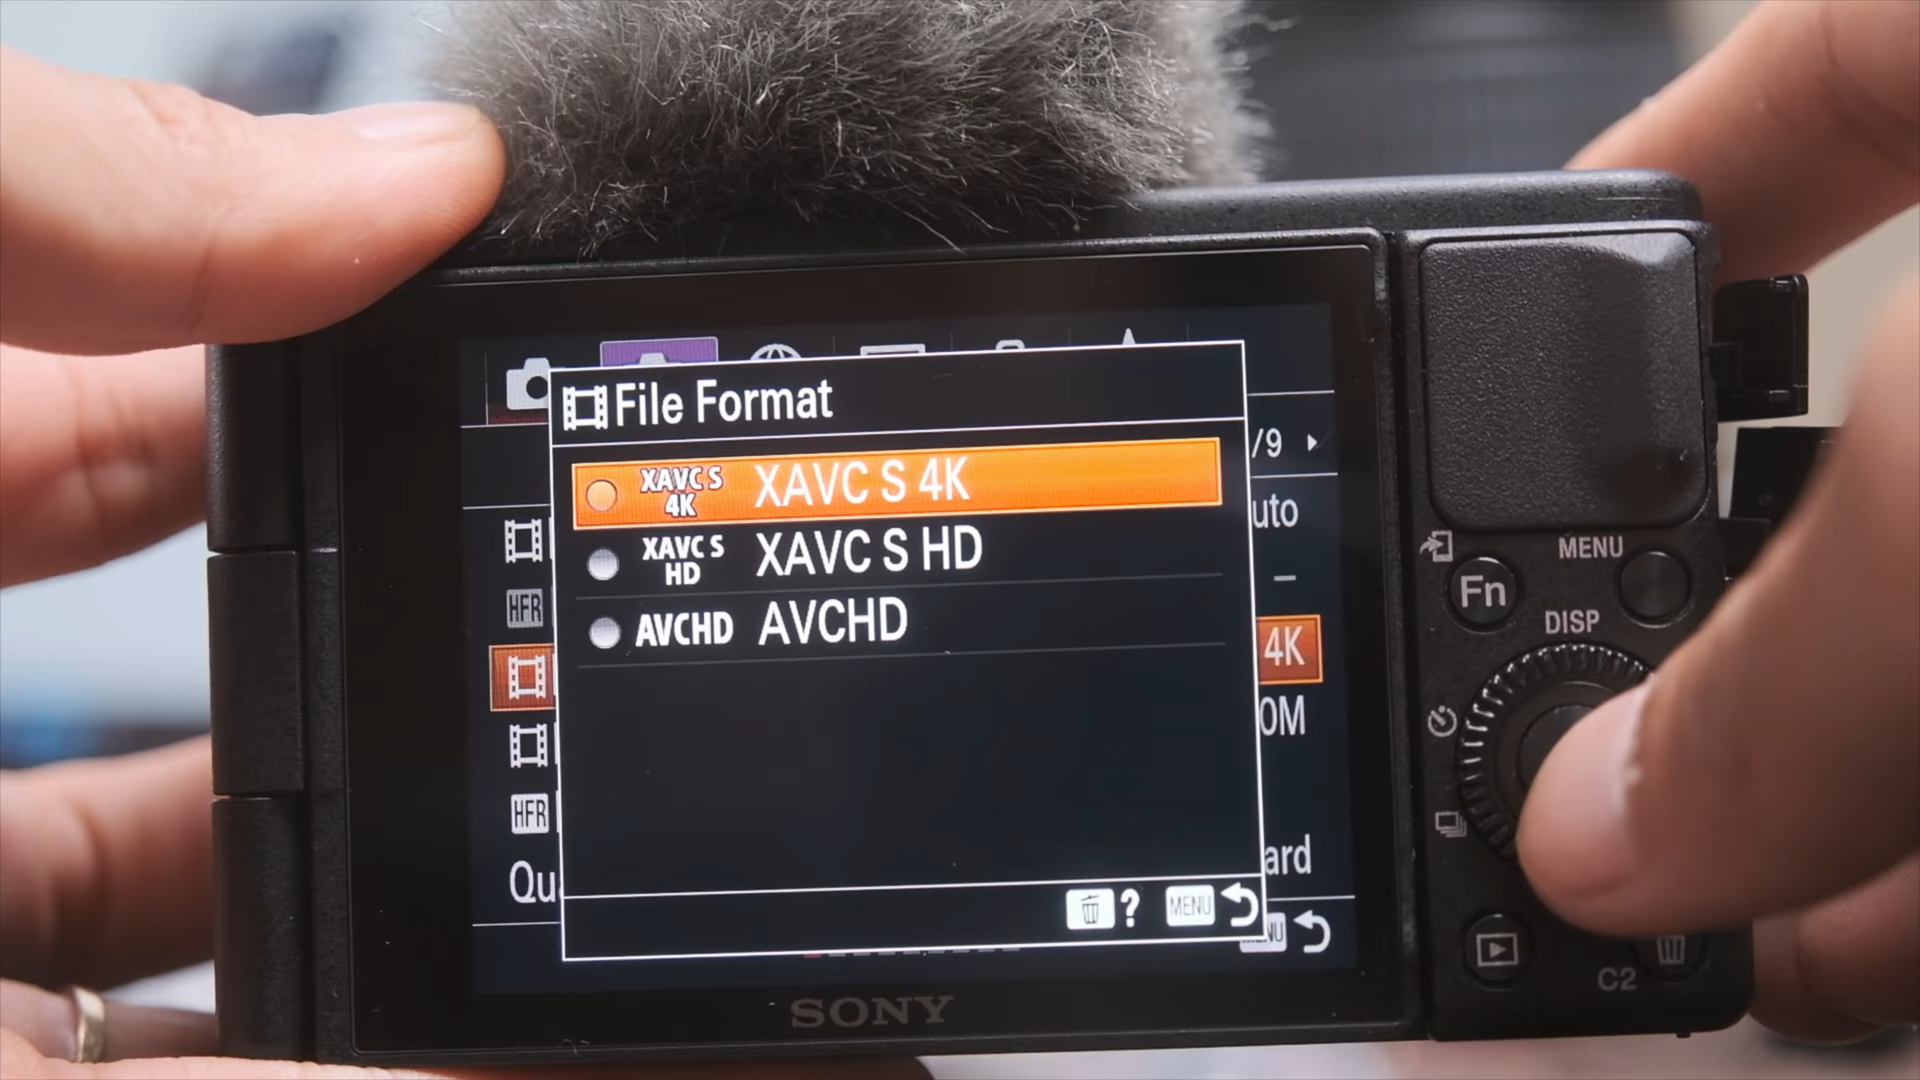 File Format
/9
XAVC S 4K
XAVC S 4K
uto
XAVC S HD
XAVC S HD
HFR
AVCHD AVCHD
4K
0M
HFR
Qu
ard
? MENU
MENU
Fn
DISP
C2
SONY